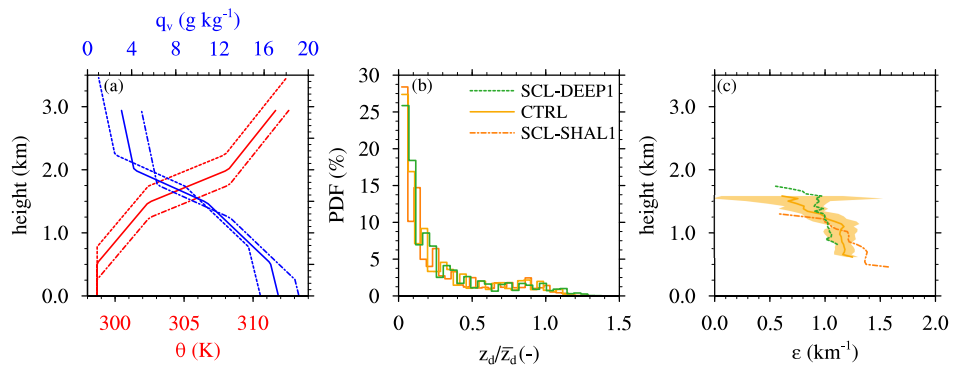 q_v (g kg⁻¹)
0 4 8 12 16 20
(a)
3.0
2.0
1.0
0.0
height (km)
300 305 310
θ (K)
(b)
SCL-DEEP1
CTRL
SCL-SHAL1
30
25
20
15
10
5
0
PDF (%)
0 0.5 1.0 1.5
z_d/z̅_d(-)
(c)
3.0
2.0
1.0
0.0
height (km)
0.0 0.5 1.0 1.5 2.0
ε (km⁻¹)